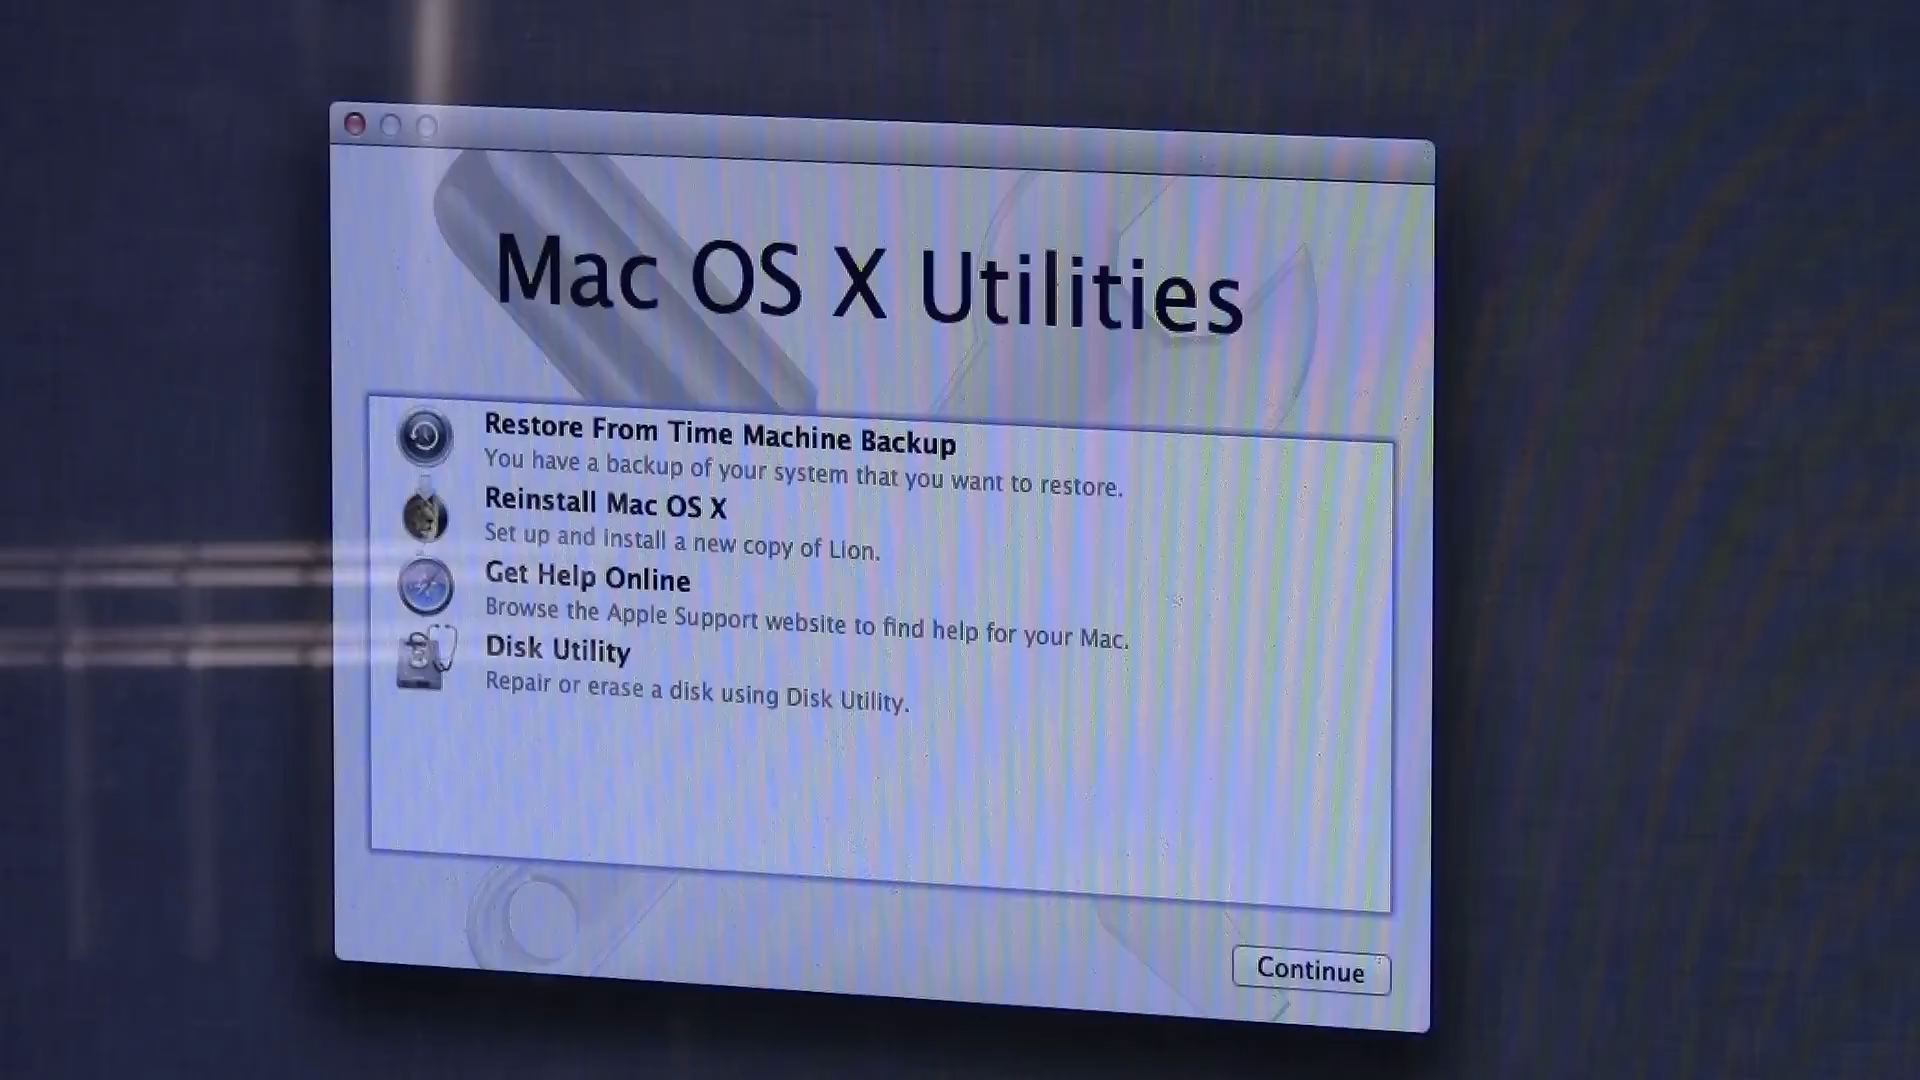 Mac OS X Utilities
Restore From Time Machine Backup
You have a backup of your system that you want to restore.
Reinstall Mac OS X
Set up and install a new copy of Lion.
Get Help Online
Browse the Apple Support website to find help for your Mac.
Disk Utility
Repair or erase a disk using Disk Utility.
Continue